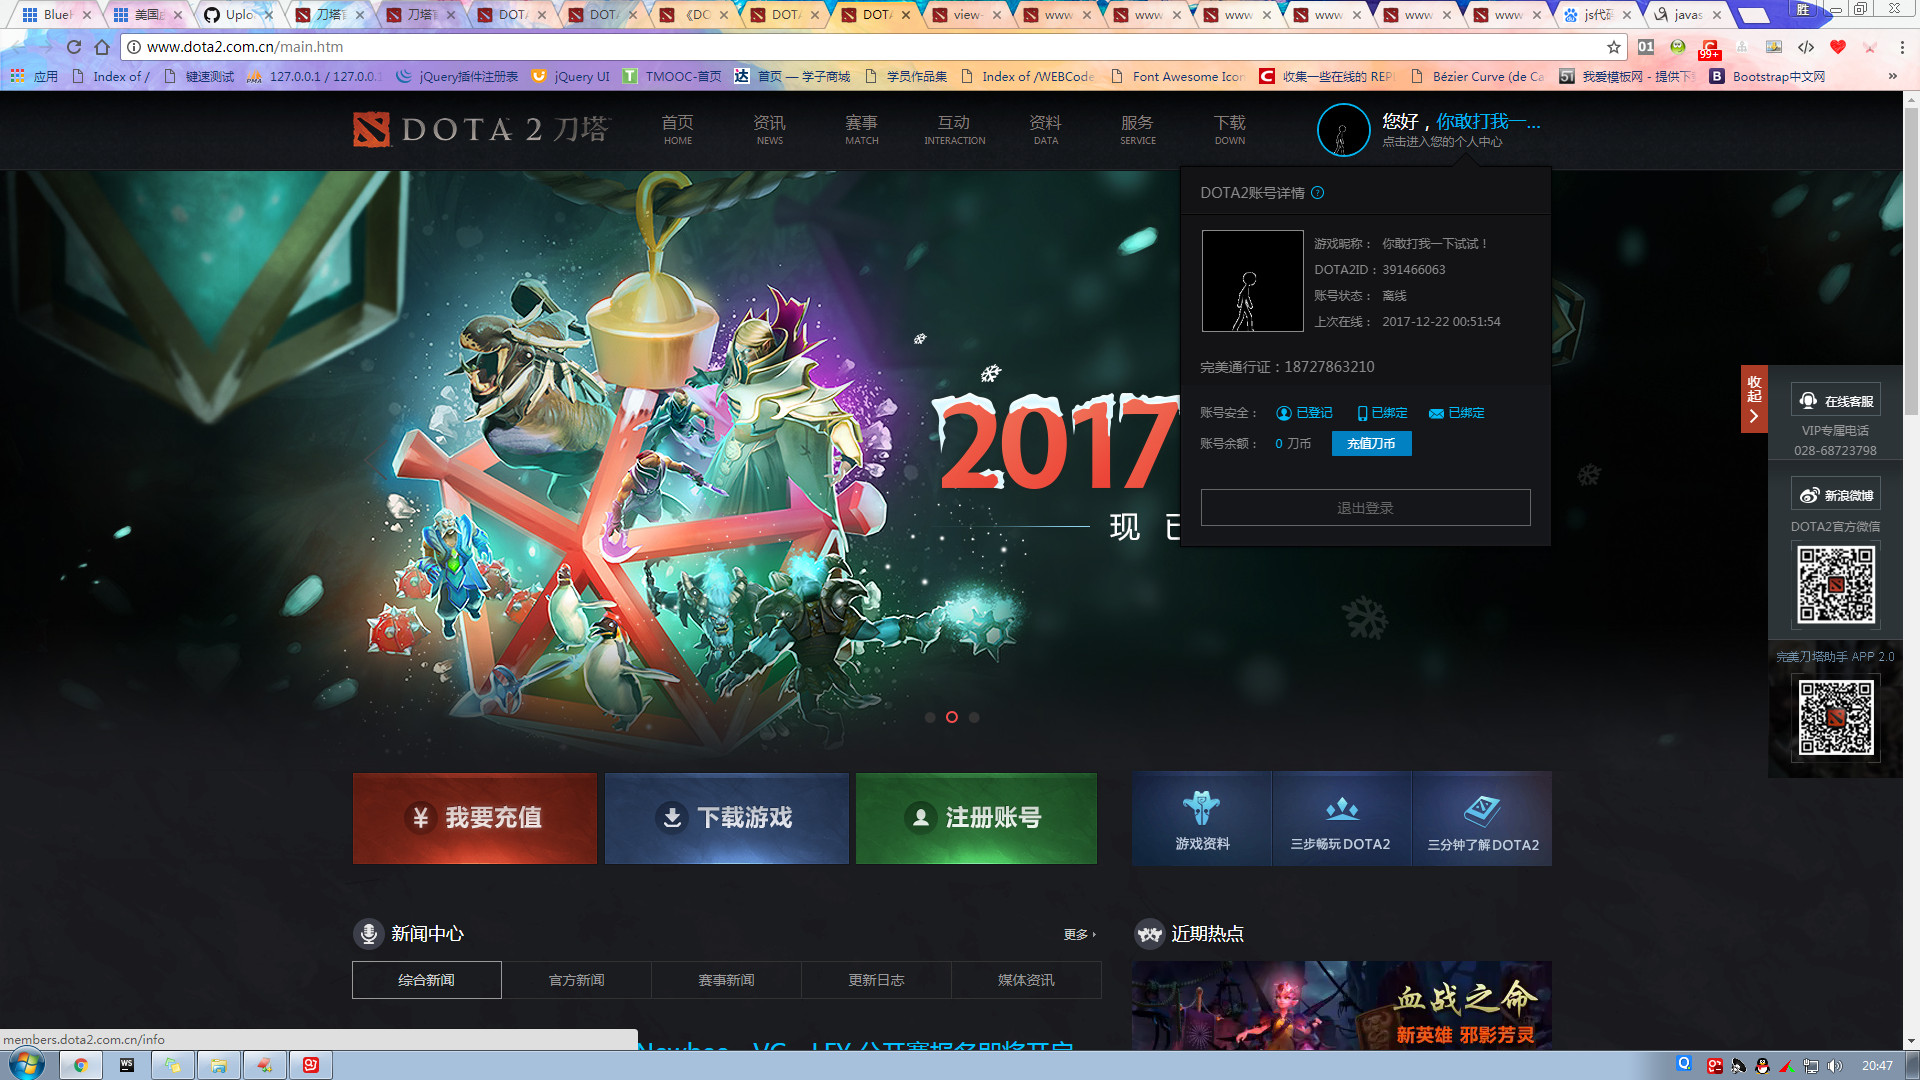 美国
Uplo
刀塔
刀塔
DOT
DOT
《DO
DOTA
DOT
view-
www
www
www
www
www
www
js代码
javas
胜
www.dota2.com.cn/main.htm
01
99+
应用
Index of /
键速测试
127.0.0.1 / 127.0.0.1
jQuery插件注册表
jQuery UI
TMOOC-首页
首页 — 学子商城
学员作品集
Index of /WEBCode
Font Awesome Icon
收集一些在线的 REPL
Bézier Curve (de Ca
我爱模板网 - 提供下
Bootstrap中文网
DOTA 2 刀塔
首页
HOME
资讯
NEWS
赛事
MATCH
互动
INTERACTION
资料
DATA
服务
SERVICE
下载
DOWN
您好，你敢打我一...
点击进入您的个人中心
DOTA2账号详情
游戏昵称： 你敢打我一下试试！
DOTA2ID： 391466063
账号状态： 离线
上次在线： 2017-12-22 00:51:54
完美通行证：18727863210
账号安全： 已登记 已绑定 已绑定
账号余额： 0 刀币 充值刀币
退出登录
2017
现
收起
在线客服
VIP专属电话
028-68723798
新浪微博
DOTA2官方微信
完美刀塔助手 APP 2.0
我要充值
下载游戏
注册账号
游戏资料
三步畅玩DOTA2
三分钟了解DOTA2
新闻中心
更多
近期热点
综合新闻
官方新闻
赛事新闻
更新日志
媒体资讯
血战之命
新英雄 邪影芳灵
members.dota2.com.cn/info
20:47